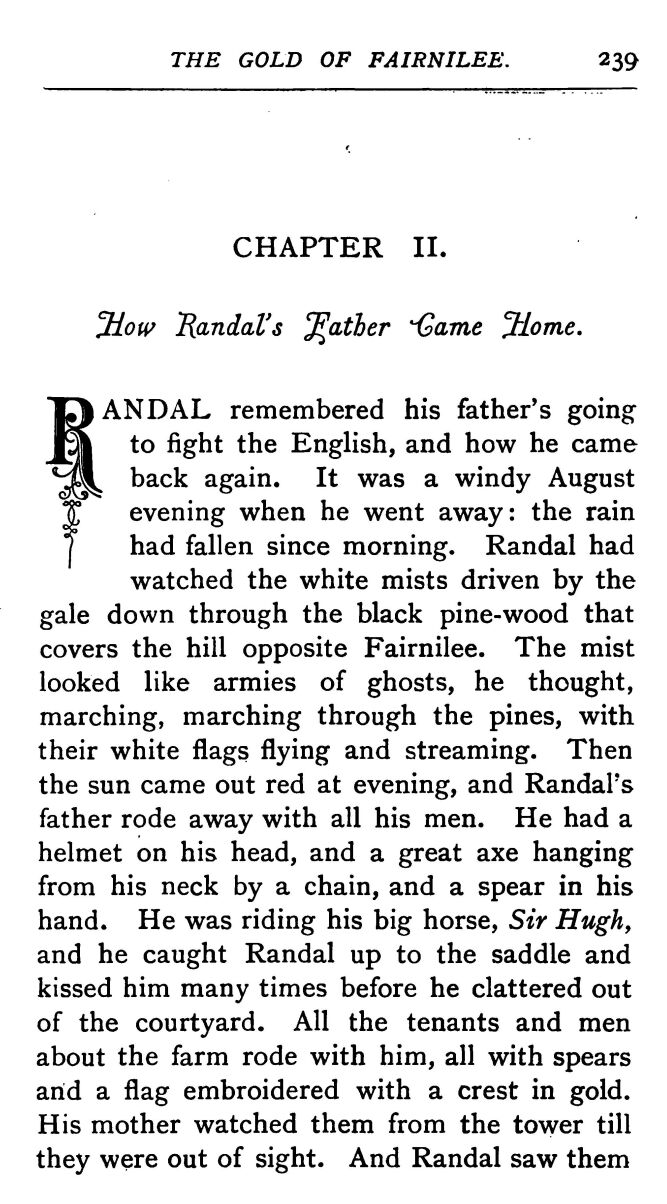 THE GOLD OF FAIRNILEE. 239
CHAPTER II.
How Randal's Father Came Home.
RANDAL remembered his father's going
to fight the English, and how he came
back again. It was a windy August
evening when he went away: the rain
had fallen since morning. Randal had
watched the white mists driven by the
gale down through the black pine-wood that
covers the hill opposite Fairnilee. The mist
looked like armies of ghosts, he thought,
marching, marching through the pines, with
their white flags flying and streaming. Then
the sun came out red at evening, and Randal's
father rode away with all his men. He had a
helmet on his head, and a great axe hanging
from his neck by a chain, and a spear in his
hand. He was riding his big horse, Sir Hugh,
and he caught Randal up to the saddle and
kissed him many times before he clattered out
of the courtyard. All the tenants and men
about the farm rode with him, all with spears
and a flag embroidered with a crest in gold.
His mother watched them from the tower till
they were out of sight. And Randal saw them